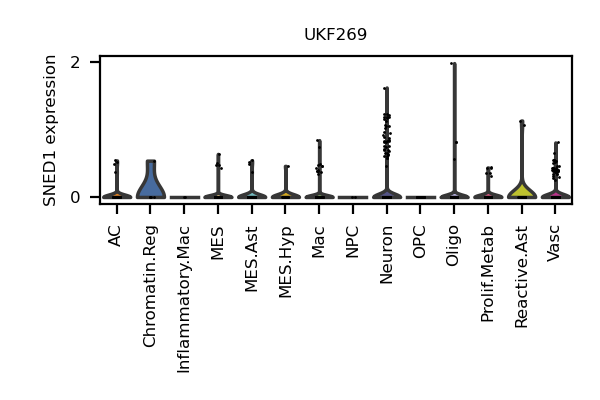 UKF269
SNED1 expression
2
0
AC
Chromatin.Reg
Inflammatory.Mac
MES
MES.Ast
MES.Hyp
Mac
NPC
Neuron
OPC
Oligo
Prolif.Metab
Reactive.Ast
Vasc